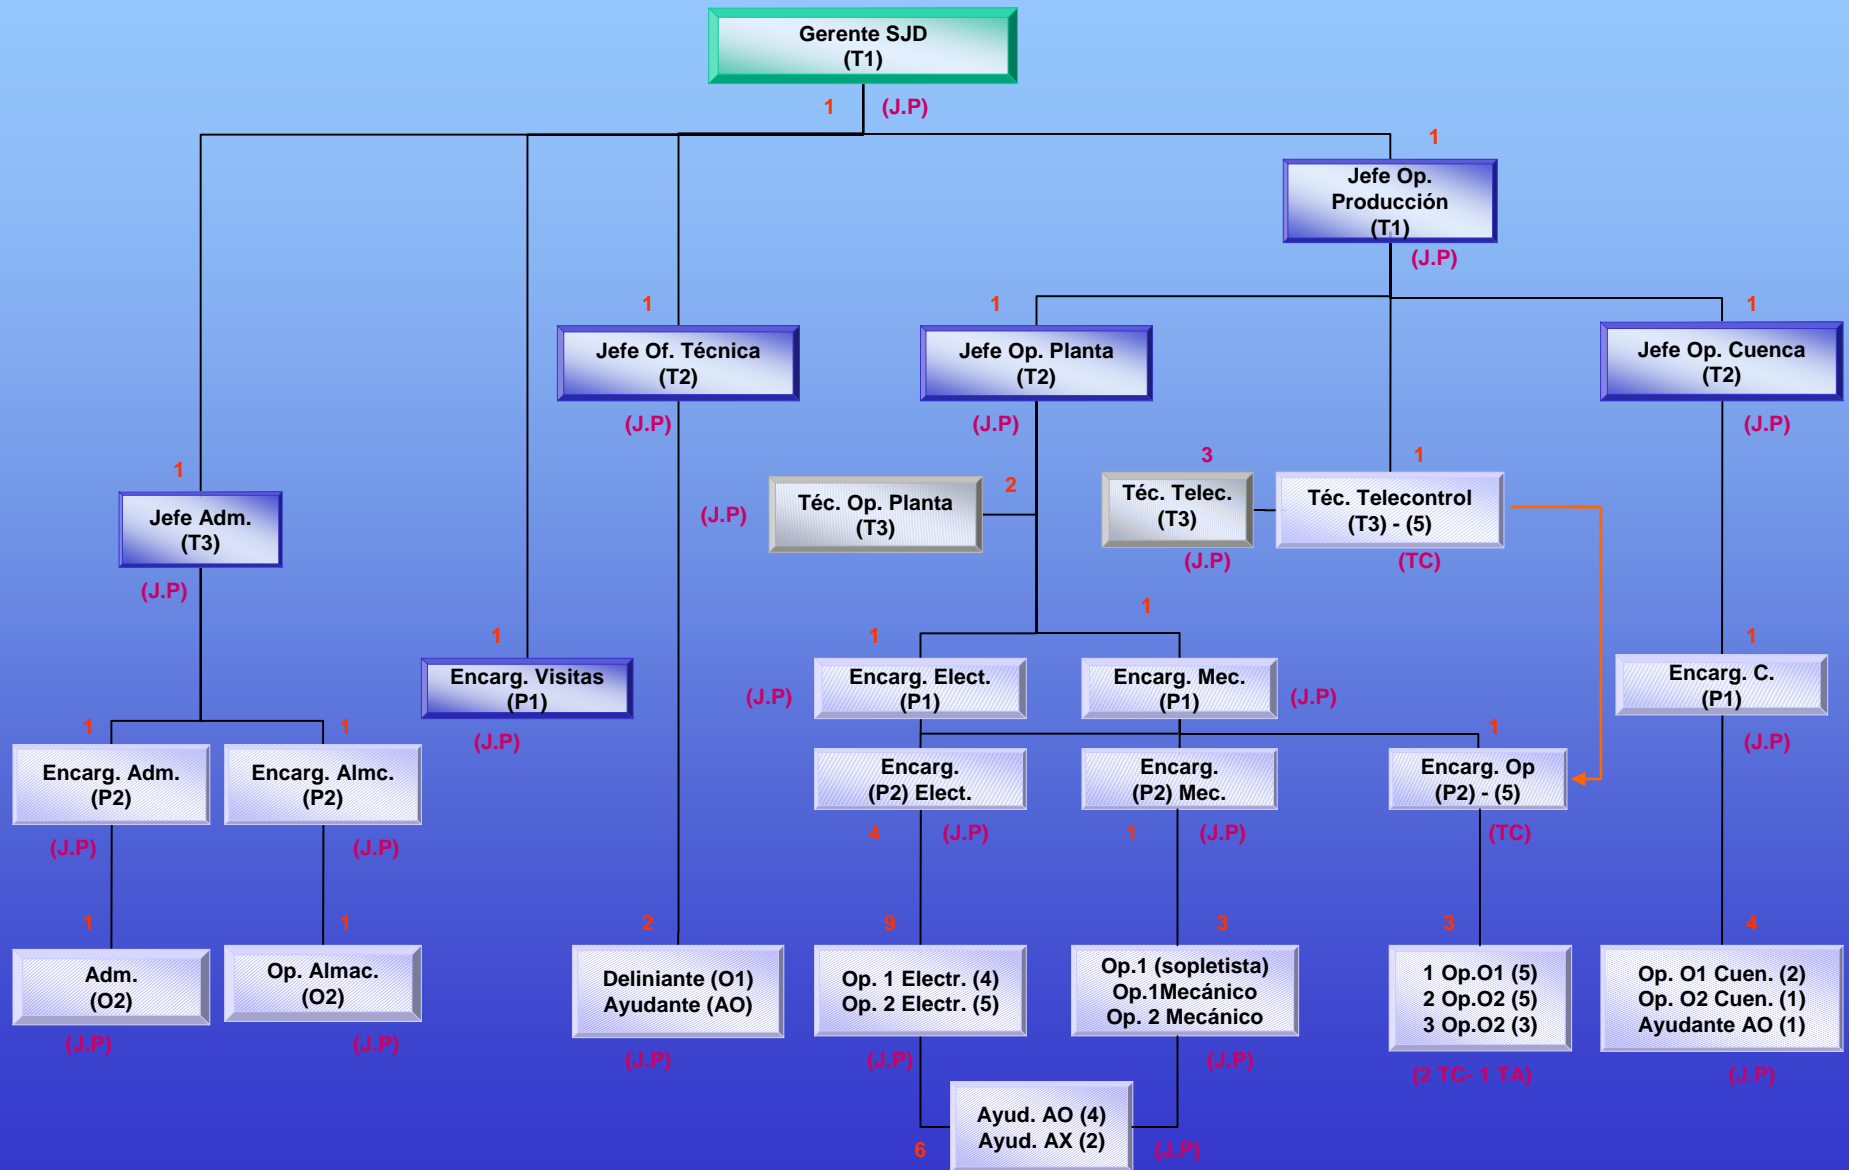 Gerente SJD
(T1)
1
(J.P)
1
Jefe Op.
Producción
(T1)
(J.P)
1
Jefe Of. Técnica
(T2)
(J.P)
1
Jefe Op. Planta
(T2)
(J.P)
1
Jefe Op. Cuenca
(T2)
(J.P)
1
Jefe Adm.
(T3)
(J.P)
2
Téc. Op. Planta
(T3)
(J.P)
3
Téc. Telec.
(T3)
(J.P)
1
Téc. Telecontrol
(T3) - (5)
(TC)
1
Encarg. Visitas
(P1)
(J.P)
1
Encarg. Elect.
(P1)
(J.P)
1
Encarg. Mec.
(P1)
(J.P)
1
Encarg. C.
(P1)
(J.P)
1
Encarg. Adm.
(P2)
(J.P)
1
Encarg. Almc.
(P2)
(J.P)
Encarg.
(P2) Elect.
4
(J.P)
Encarg.
(P2) Mec.
1
(J.P)
1
Encarg. Op
(P2) - (5)
(TC)
1
Adm.
(O2)
(J.P)
1
Op. Almac.
(O2)
(J.P)
2
Deliniante (O1)
Ayudante (AO)
(J.P)
9
Op. 1 Electr. (4)
Op. 2 Electr. (5)
(J.P)
3
Op.1 (sopletista)
Op.1Mecánico
Op. 2 Mecánico
(J.P)
3
1 Op.O1 (5)
2 Op.O2 (5)
3 Op.O2 (3)
(2 TC- 1 TA)
4
Op. O1 Cuen. (2)
Op. O2 Cuen. (1)
Ayudante AO (1)
(J.P)
Ayud. AO (4)
Ayud. AX (2)
6
(J.P)